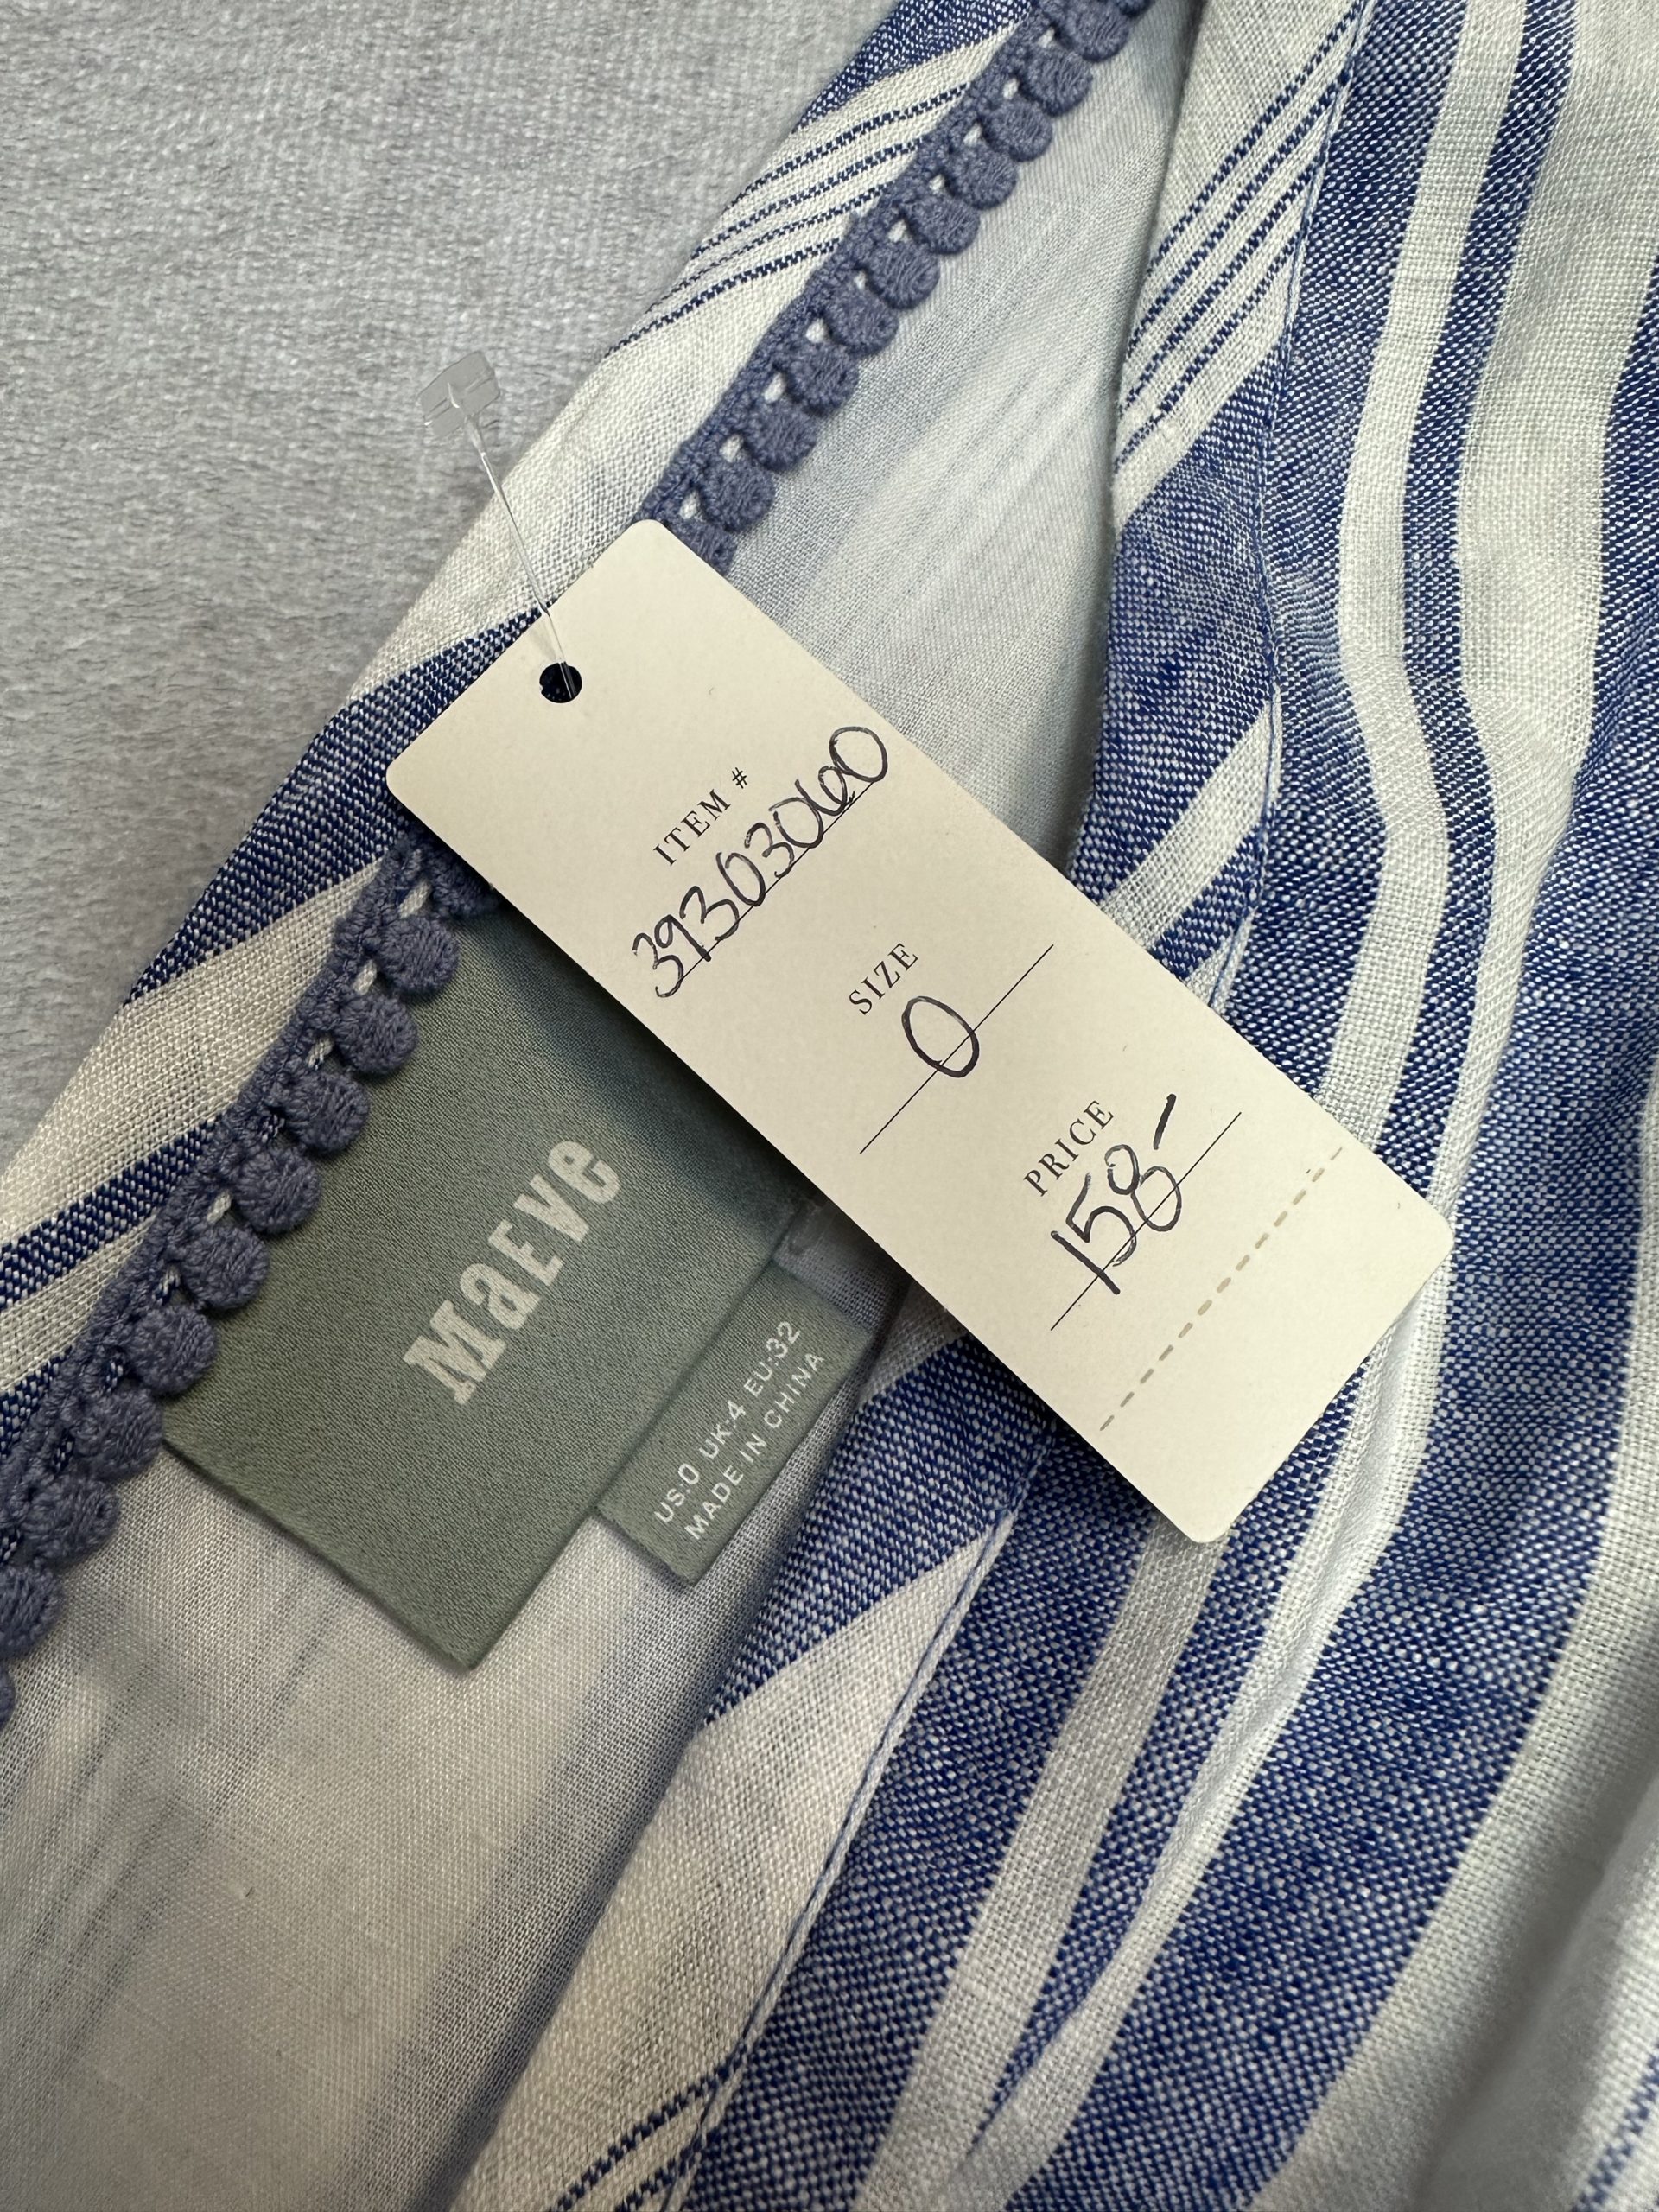 ITEM #
39303060
SIZE
0
PRICE
158-
MAEVE
US:0 UK:4 EU:32
MADE IN CHINA